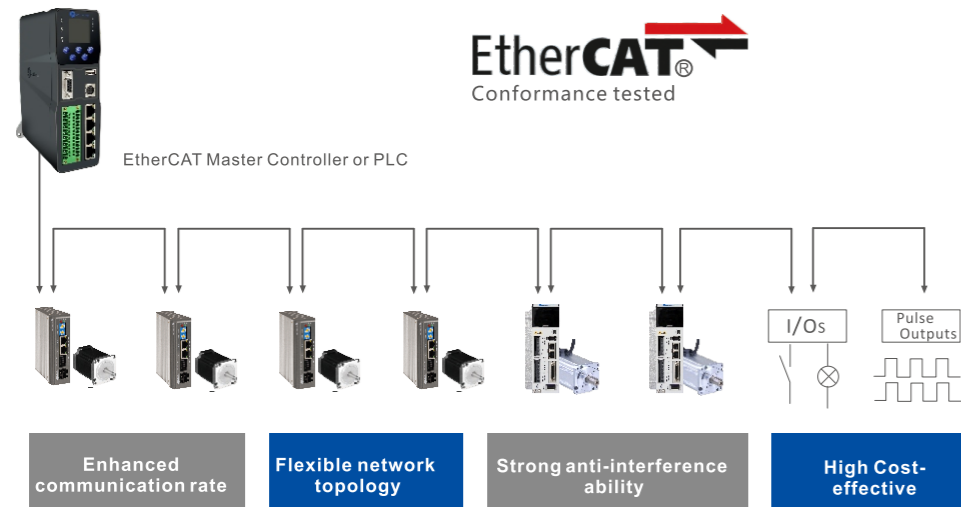 EtherCAT®
Conformance tested
EtherCAT Master Controller or PLC
I/Os
Pulse
Outputs
Enhanced
communication rate
Flexible network
topology
Strong anti-interference
ability
High Cost-
effective